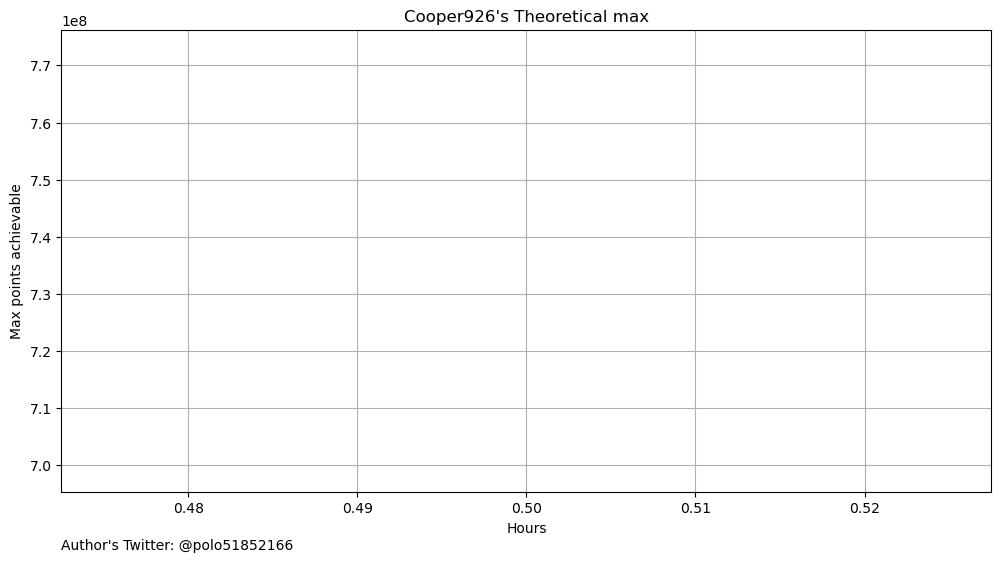 Cooper926's Theoretical max
1e8
7.7
7.6
7.5
7.4
7.3
7.2
7.1
7.0
Max points achievable
0.48 0.49 0.50 0.51 0.52
Hours
Author's Twitter: @polo51852166